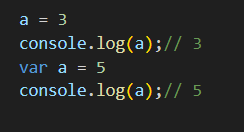 a = 3
console.log(a);// 3
var a = 5
console.log(a);// 5